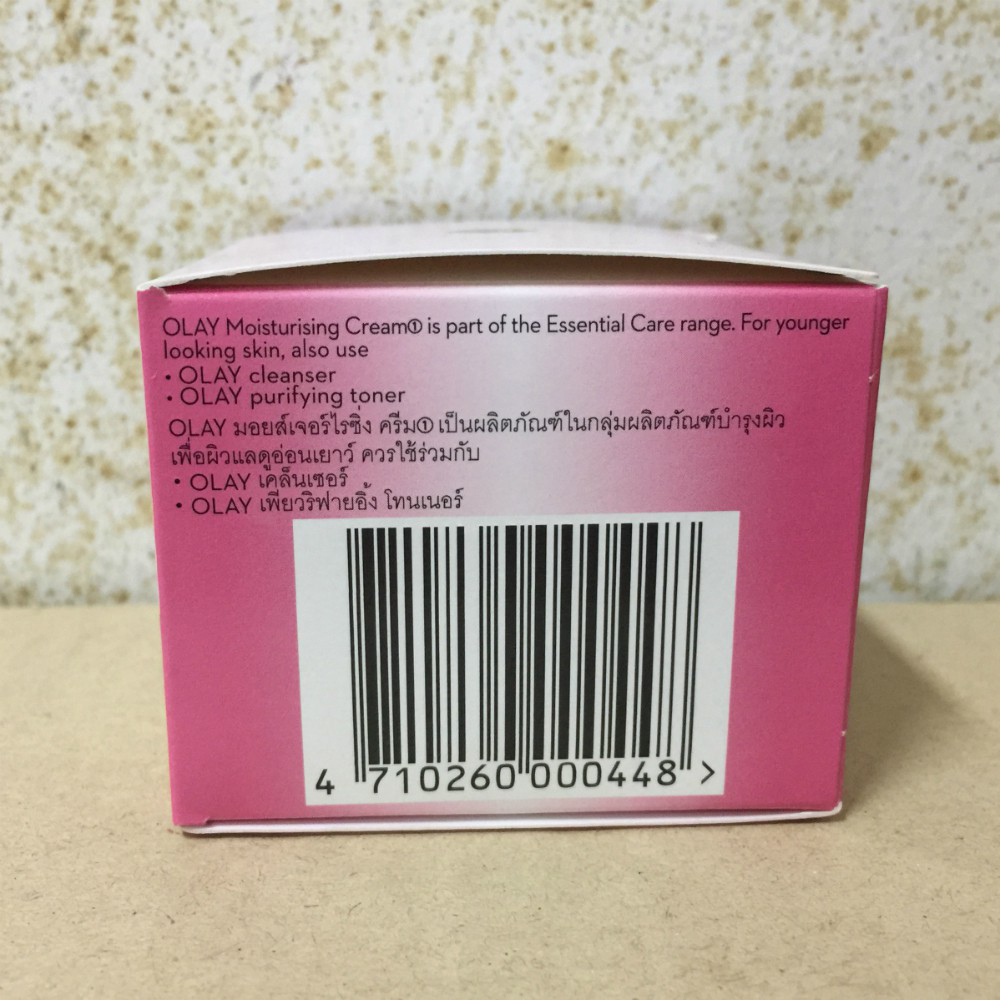 OLAY Moisturising Cream① is part of the Essential Care range. For younger
looking skin, also use
• OLAY cleanser
• OLAY purifying toner
OLAY มอยส์เจอร์ไรซิ่ง ครีม① เป็นผลิตภัณฑ์ในกลุ่มผลิตภัณฑ์บำรุงผิว
เพื่อผิวแลดูอ่อนเยาว์ ควรใช้ร่วมกับ
• OLAY เคล็นเซอร์
• OLAY เพียวริฟายอิ้ง โทนเนอร์
4 710260 000448 >